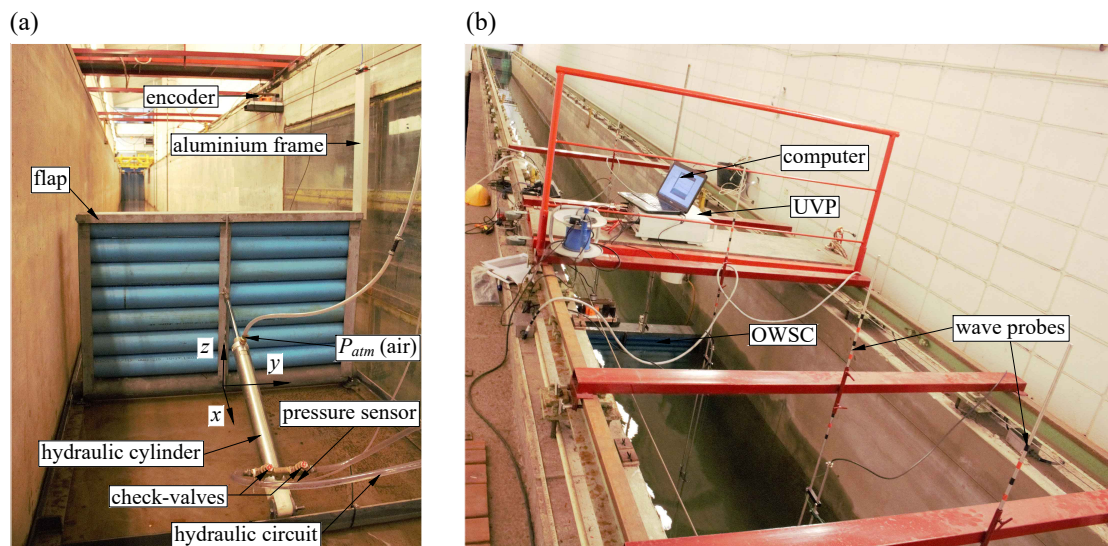 (a)
encoder
aluminium frame
flap
P_atm (air)
z
y
x
pressure sensor
hydraulic cylinder
check-valves
hydraulic circuit
(b)
computer
UVP
OWSC
wave probes